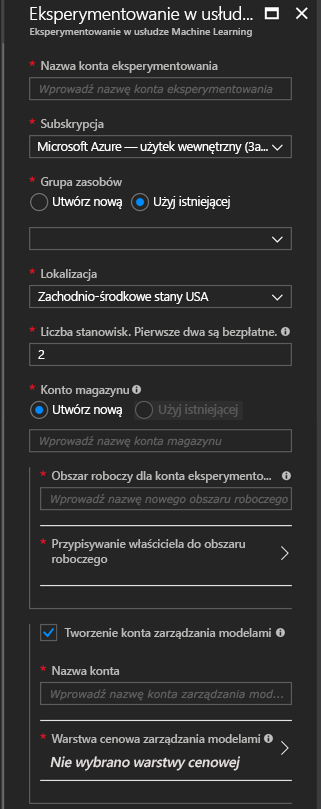 Eksperymentowanie w usłud...
Eksperymentowanie w usłudze Machine Learning
* Nazwa konta eksperymentowania
Wprowadź nazwę konta eksperymentowania
* Subskrypcja
Microsoft Azure — użytek wewnętrzny (3a...
* Grupa zasobów
Utwórz nową Użyj istniejącej
* Lokalizacja
Zachodnio-środkowe stany USA
* Liczba stanowisk. Pierwsze dwa są bezpłatne.
2
* Konto magazynu
Utwórz nową Użyj istniejącej
Wprowadź nazwę konta magazynu
* Obszar roboczy dla konta eksperymento...
Wprowadź nazwę nowego obszaru roboczego
* Przypisywanie właściciela do obszaru
roboczego
Tworzenie konta zarządzania modelami
* Nazwa konta
Wprowadź nazwę konta zarządzania mod...
* Warstwa cenowa zarządzania modelami
Nie wybrano warstwy cenowej